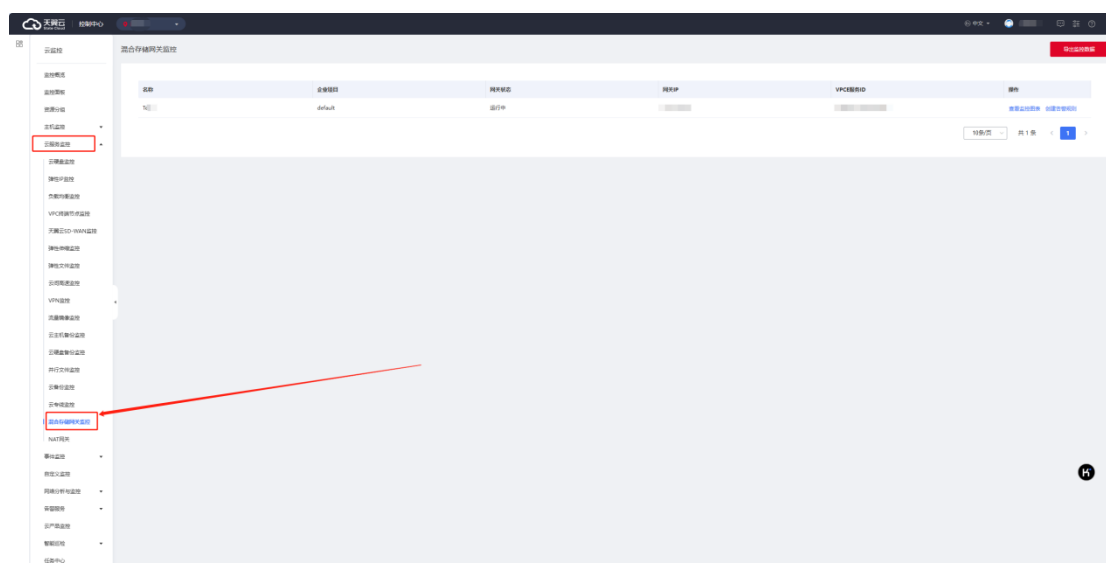 天翼云 控制中心
中文
云监控
混合存储网关监控
导出监控数据
监控概览
监控面板
资源分组
主机监控
云服务监控
云硬盘监控
弹性IP监控
负载均衡监控
VPC终端节点监控
天翼云SD-WAN监控
弹性伸缩监控
弹性文件监控
云间高速监控
VPN监控
流量镜像监控
云主机备份监控
云硬盘备份监控
并行文件监控
云备份监控
云专线监控
混合存储网关监控
NAT网关
事件监控
自定义监控
网络分析与监控
告警服务
云产品监控
智能巡检
任务中心
名称 企业项目 网关状态 网关IP VPCE服务ID 操作
default 运行中 查看监控图表 创建告警规则
10条/页 共 1 条 1